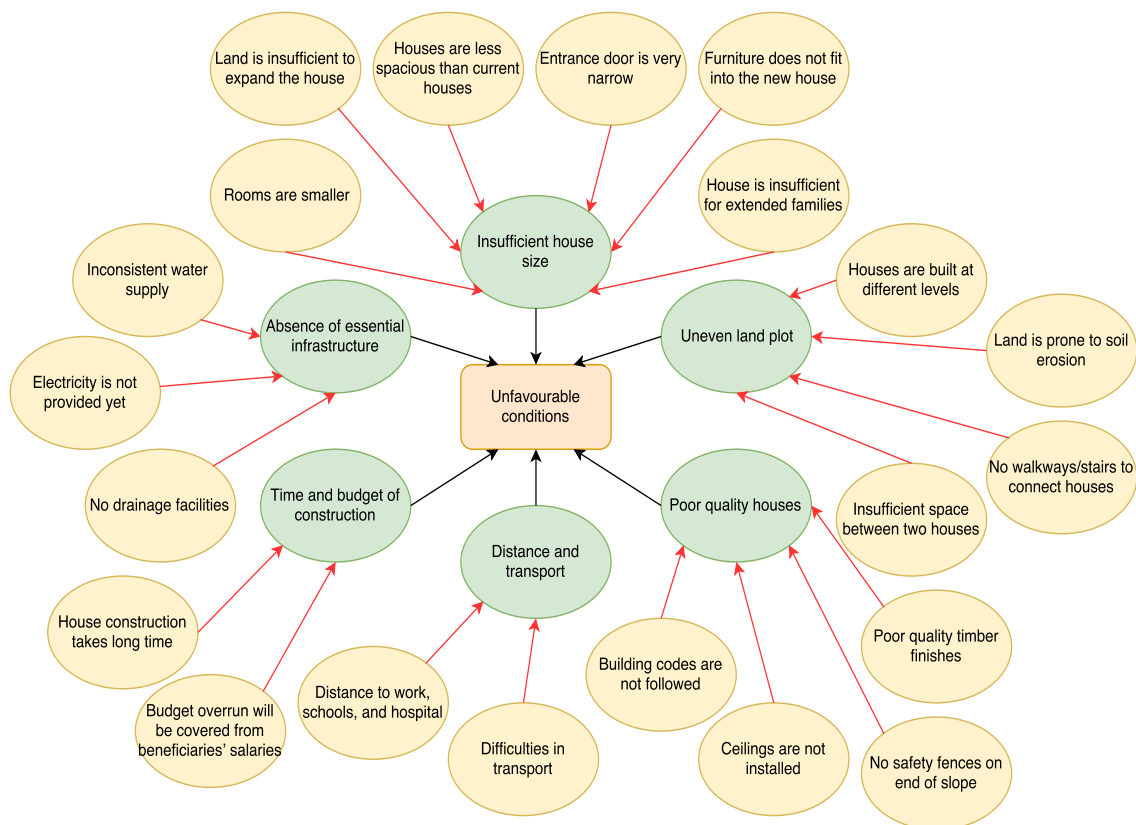 Land is insufficient to
expand the house
Houses are less
spacious than current
houses
Entrance door is very
narrow
Furniture does not fit
into the new house
Rooms are smaller
House is insufficient
for extended families
Insufficient house
size
Inconsistent water
supply
Houses are built at
different levels
Absence of essential
infrastructure
Uneven land plot
Land is prone to soil
erosion
Electricity is not
provided yet
Unfavourable
conditions
No walkways/stairs to
connect houses
No drainage facilities
Time and budget of
construction
Poor quality houses
Insufficient space
between two houses
Distance and
transport
House construction
takes long time
Poor quality timber
finishes
Building codes are
not followed
Distance to work,
schools, and hospital
Budget overrun will
be covered from
beneficiaries’ salaries
Difficulties in
transport
Ceilings are not
installed
No safety fences on
end of slope